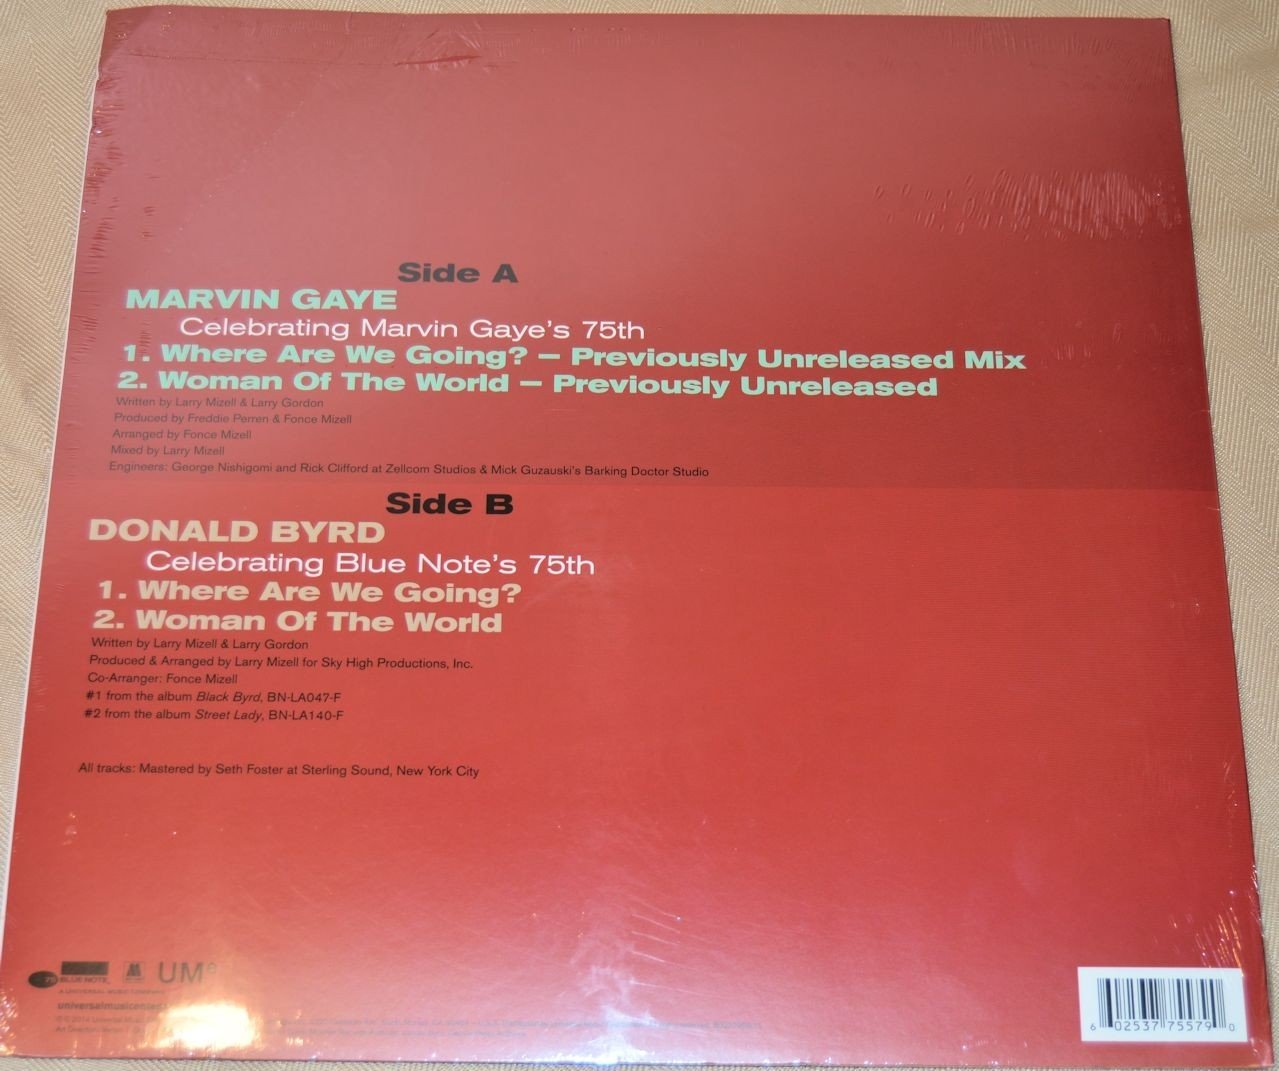 Side A
MARVIN GAYE
Celebrating Marvin Gaye's 75th
1. Where Are We Going? – Previously Unreleased Mix
2. Woman Of The World – Previously Unreleased
Written by Larry Mizell & Larry Gordon
Produced by Freddie Perren & Fonce Mizell
Arranged by Fonce Mizell
Mixed by Larry Mizell
Engineers: George Nishigomi and Rick Clifford at Zellcom Studios & Mick Guzauski's Barking Doctor Studio
Side B
DONALD BYRD
Celebrating Blue Note's 75th
1. Where Are We Going?
2. Woman Of The World
Written by Larry Mizell & Larry Gordon
Produced & Arranged by Larry Mizell for Sky High Productions, Inc.
Co-Arranger: Fonce Mizell
#1 from the album Black Byrd, BN-LA047-F
#2 from the album Street Lady, BN-LA140-F
All tracks: Mastered by Seth Foster at Sterling Sound, New York City
75 BLUE NOTE UMe
A UNIVERSAL MUSIC COMPANY
6 02537 75579 0